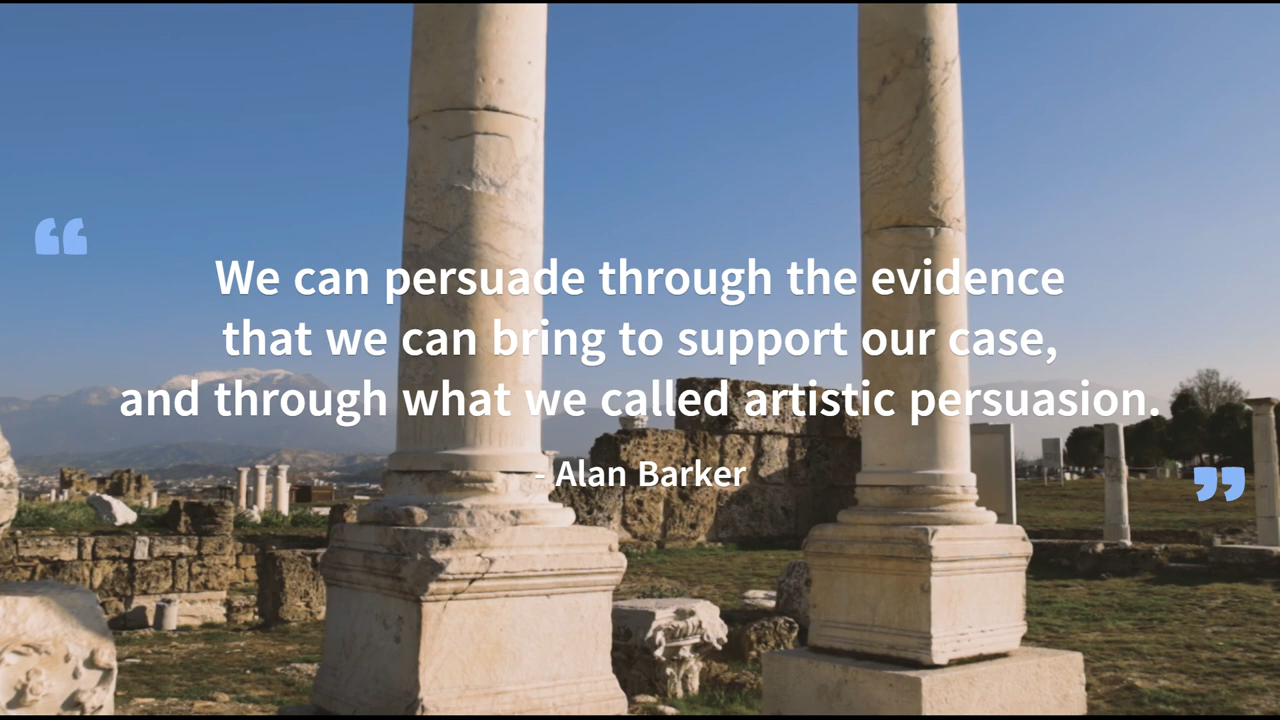 “
We can persuade through the evidence
that we can bring to support our case,
and through what we called artistic persuasion.
- Alan Barker
”